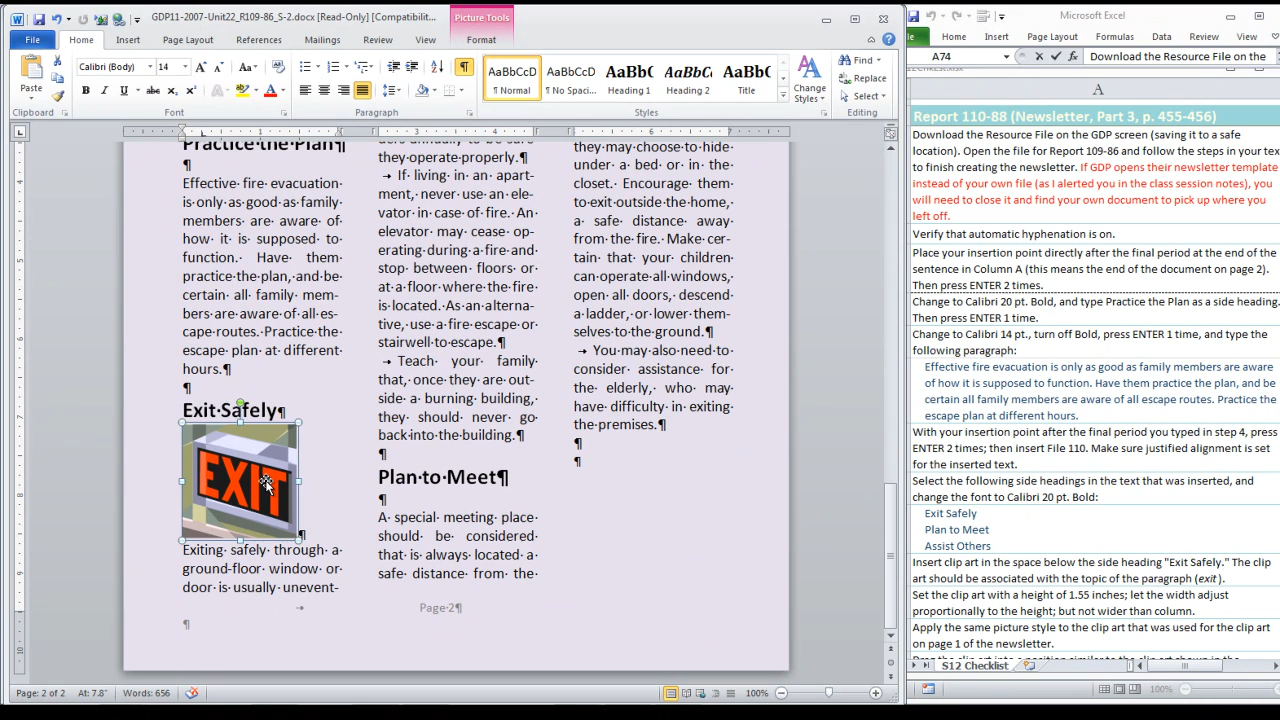 GDP11-2007-Unit22_R109-86_S-2.docx [Read-Only] [Compatibility...
Picture Tools
Microsoft Excel
File Home Insert Page Layout References Mailings Review View Format
Home Insert Page Layout Formulas Data Review View
Calibri (Body) 14
Paste
Clipboard
Font
Paragraph
AaBbCcD AaBbCcD AaBb( AaBbCcD AaBb(
¶ Normal ¶ No Spaci... Heading 1 Heading 2 Title
Styles
Change Styles
Find
Replace
Select
Editing
A74 Download the Resource File on the
A
Practice·the·Plan¶
¶
Effective·fire·evacuation·
is·only·as·good·as·family·
members· are· aware· of·
how· it· is· supposed· to·
function.· Have· them·
practice·the·plan,·and·be·
certain· all· family· mem-
bers·are·aware·of·all·es-
cape·routes.·Practice·the·
escape· plan· at· different·
hours.¶
¶
Exit·Safely¶
EXIT
¶
Exiting· safely· through· a·
ground-floor· window· or·
door·is·usually·unevent-
ders·annually·to·be·sure·
they·operate·properly.¶
→ If· living· in· an· apart-
ment,·never·use·an·ele-
vator·in·case·of·fire.·An·
elevator· may· cease· op-
erating·during·a·fire·and·
stop· between· floors· or·
at·a·floor·where·the·fire·
is·located.·As·an·alterna-
tive,·use·a·fire·escape·or·
stairwell·to·escape.¶
→ Teach· your· family·
that,·once·they·are·out-
side· a· burning· building,·
they· should· never· go·
back·into·the·building.¶
¶
Plan·to·Meet¶
¶
A· special· meeting· place·
should· be· considered·
that·is·always·located·a·
safe· distance· from· the·
they·may·choose·to·hide·
under· a· bed· or· in· the·
closet.· Encourage· them·
to·exit·outside·the·home,·
a· safe· distance· away·
from·the·fire.·Make·cer-
tain· that· your· children·
can·operate·all·windows,·
open· all· doors,· descend·
a·ladder,·or·lower·them-
selves·to·the·ground.¶
→ You·may·also·need·to·
consider· assistance· for·
the· elderly,· who· may·
have·difficulty·in·exiting·
the·premises.¶
¶
¶
→ Page·2¶
¶
Report 110-88 (Newsletter, Part 3, p. 455-456)
Download the Resource File on the GDP screen (saving it to a safe
location). Open the file for Report 109-86 and follow the steps in your text
to finish creating the newsletter. If GDP opens their newsletter template
instead of your own file (as I alerted you in the class session notes), you
will need to close it and find your own document to pick up where you
left off.
Verify that automatic hyphenation is on.
Place your insertion point directly after the final period at the end of the
sentence in Column A (this means the end of the document on page 2).
Then press ENTER 2 times.
Change to Calibri 20 pt. Bold, and type Practice the Plan as a side heading.
Then press ENTER 1 time.
Change to Calibri 14 pt., turn off Bold, press ENTER 1 time, and type the
following paragraph:
Effective fire evacuation is only as good as family members are aware
of how it is supposed to function. Have them practice the plan, and be
certain all family members are aware of all escape routes. Practice the
escape plan at different hours.
With your insertion point after the final period you typed in step 4, press
ENTER 2 times; then insert File 110. Make sure justified alignment is set
for the inserted text.
Select the following side headings in the text that was inserted, and
change the font to Calibri 20 pt. Bold:
Exit Safely
Plan to Meet
Assist Others
Insert clip art in the space below the side heading "Exit Safely." The clip
art should be associated with the topic of the paragraph (exit).
Set the clip art with a height of 1.55 inches; let the width adjust
proportionally to the height; but not wider than column.
Apply the same picture style to the clip art that was used for the clip art
on page 1 of the newsletter.
S12 Checklist
Page: 2 of 2 At: 7.8" Words: 656 100%
100%